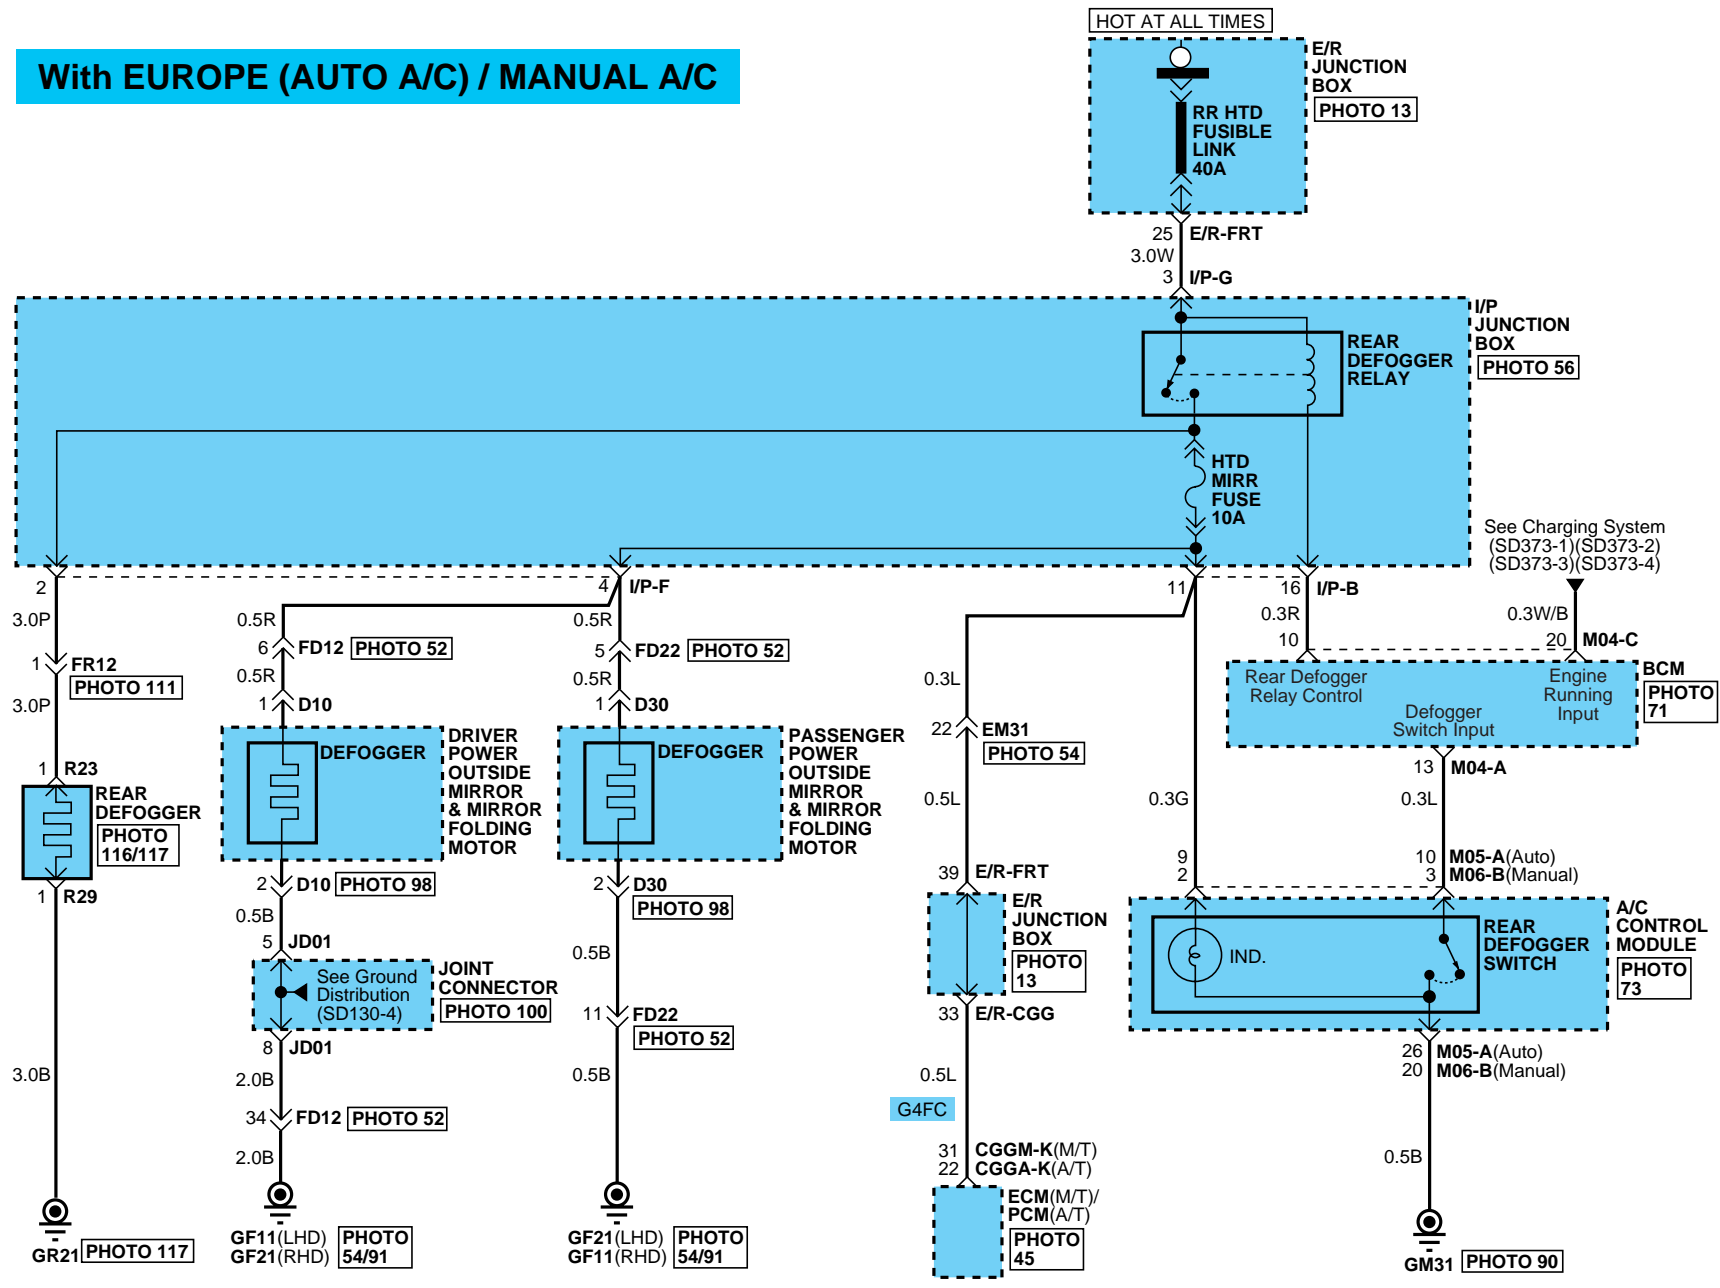 With EUROPE (AUTO A/C) / MANUAL A/C
HOT AT ALL TIMES
E/R
JUNCTION
BOX
PHOTO 13
RR HTD
FUSIBLE
LINK
40A
25 E/R-FRT
3.0W
3 I/P-G
I/P
JUNCTION
BOX
PHOTO 56
REAR
DEFOGGER
RELAY
HTD
MIRR
FUSE
10A
See Charging System
(SD373-1)(SD373-2)
(SD373-3)(SD373-4)
2
4 I/P-F
11
16 I/P-B
3.0P
0.5R
0.5R
0.3R
0.3W/B
1 FR12
PHOTO 111
3.0P
6 FD12 PHOTO 52
0.5R
1 D10
5 FD22 PHOTO 52
0.5R
1 D30
0.3L
22 EM31
PHOTO 54
0.5L
10
20 M04-C
BCM
PHOTO
71
Rear Defogger
Relay Control
Engine
Running
Input
Defogger
Switch Input
13 M04-A
0.3G
0.3L
1 R23
REAR
DEFOGGER
PHOTO
116/117
1 R29
DEFOGGER
DRIVER
POWER
OUTSIDE
MIRROR
& MIRROR
FOLDING
MOTOR
DEFOGGER
PASSENGER
POWER
OUTSIDE
MIRROR
& MIRROR
FOLDING
MOTOR
2 D10 PHOTO 98
0.5B
5 JD01
See Ground
Distribution
(SD130-4)
JOINT
CONNECTOR
PHOTO 100
8 JD01
2.0B
34 FD12 PHOTO 52
2.0B
2 D30
PHOTO 98
0.5B
11 FD22
PHOTO 52
0.5B
39 E/R-FRT
E/R
JUNCTION
BOX
PHOTO
13
33 E/R-CGG
0.5L
G4FC
31 CGGM-K(M/T)
22 CGGA-K(A/T)
ECM(M/T)/
PCM(A/T)
PHOTO
45
9
2
10 M05-A(Auto)
3 M06-B(Manual)
A/C
CONTROL
MODULE
PHOTO
73
IND.
REAR
DEFOGGER
SWITCH
26 M05-A(Auto)
20 M06-B(Manual)
0.5B
3.0B
GR21 PHOTO 117
GF11(LHD)
GF21(RHD)
PHOTO
54/91
GF21(LHD)
GF11(RHD)
PHOTO
54/91
GM31 PHOTO 90